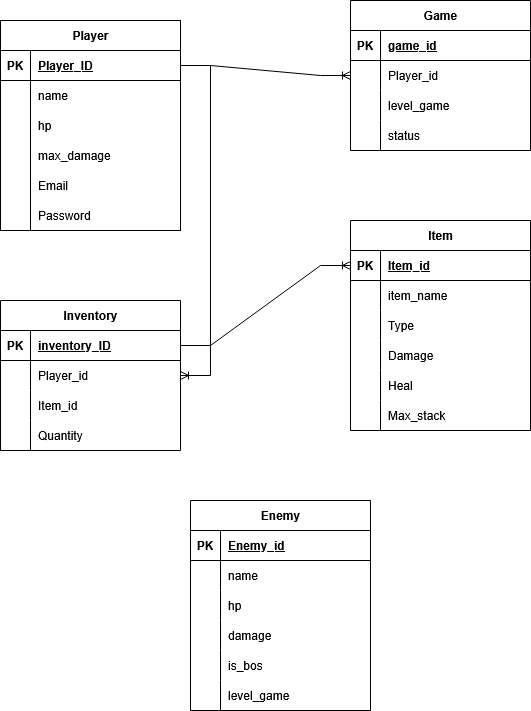 Player
PK Player_ID
name
hp
max_damage
Email
Password
Game
PK game_id
Player_id
level_game
status
Inventory
PK inventory_ID
Player_id
Item_id
Quantity
Item
PK Item_id
item_name
Type
Damage
Heal
Max_stack
Enemy
PK Enemy_id
name
hp
damage
is_bos
level_game